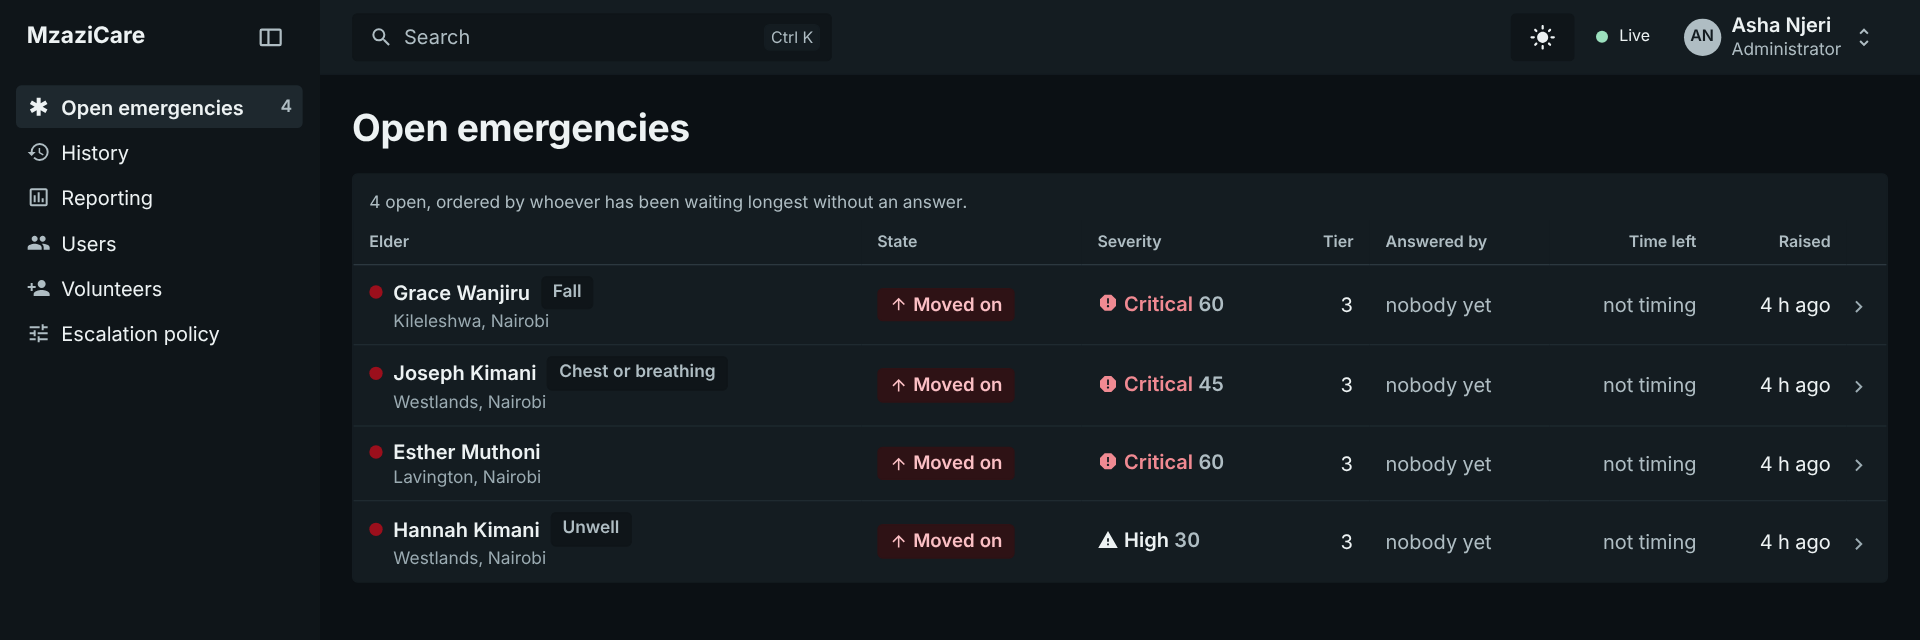 MzaziCare
Search
Ctrl K
Live
AN
Asha Njeri
Administrator
Open emergencies 4
History
Reporting
Users
Volunteers
Escalation policy
Open emergencies
4 open, ordered by whoever has been waiting longest without an answer.
Elder State Severity Tier Answered by Time left Raised
Grace Wanjiru Fall Moved on Critical 60 3 nobody yet not timing 4 h ago
Kileleshwa, Nairobi
Joseph Kimani Chest or breathing Moved on Critical 45 3 nobody yet not timing 4 h ago
Westlands, Nairobi
Esther Muthoni Moved on Critical 60 3 nobody yet not timing 4 h ago
Lavington, Nairobi
Hannah Kimani Unwell Moved on High 30 3 nobody yet not timing 4 h ago
Westlands, Nairobi